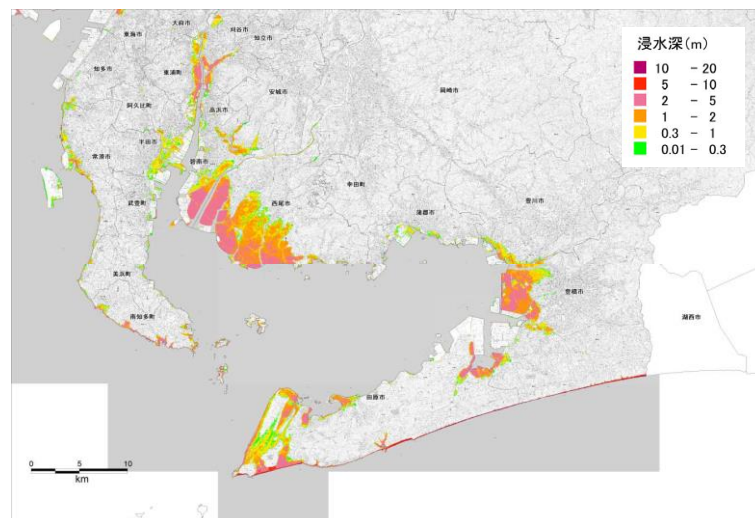 大府市
刈谷市
東海市
知立市
浸水深(m)
10 - 20
5 - 10
2 - 5
1 - 2
0.3 - 1
0.01 - 0.3
知多市
東浦町
安城市
岡崎市
阿久比町
高浜市
半田市
碧南市
常滑市
幸田町
武豊町
西尾市
蒲郡市
豊川市
美浜町
豊橋市
南知多町
湖西市
田原市
0 5 10
km